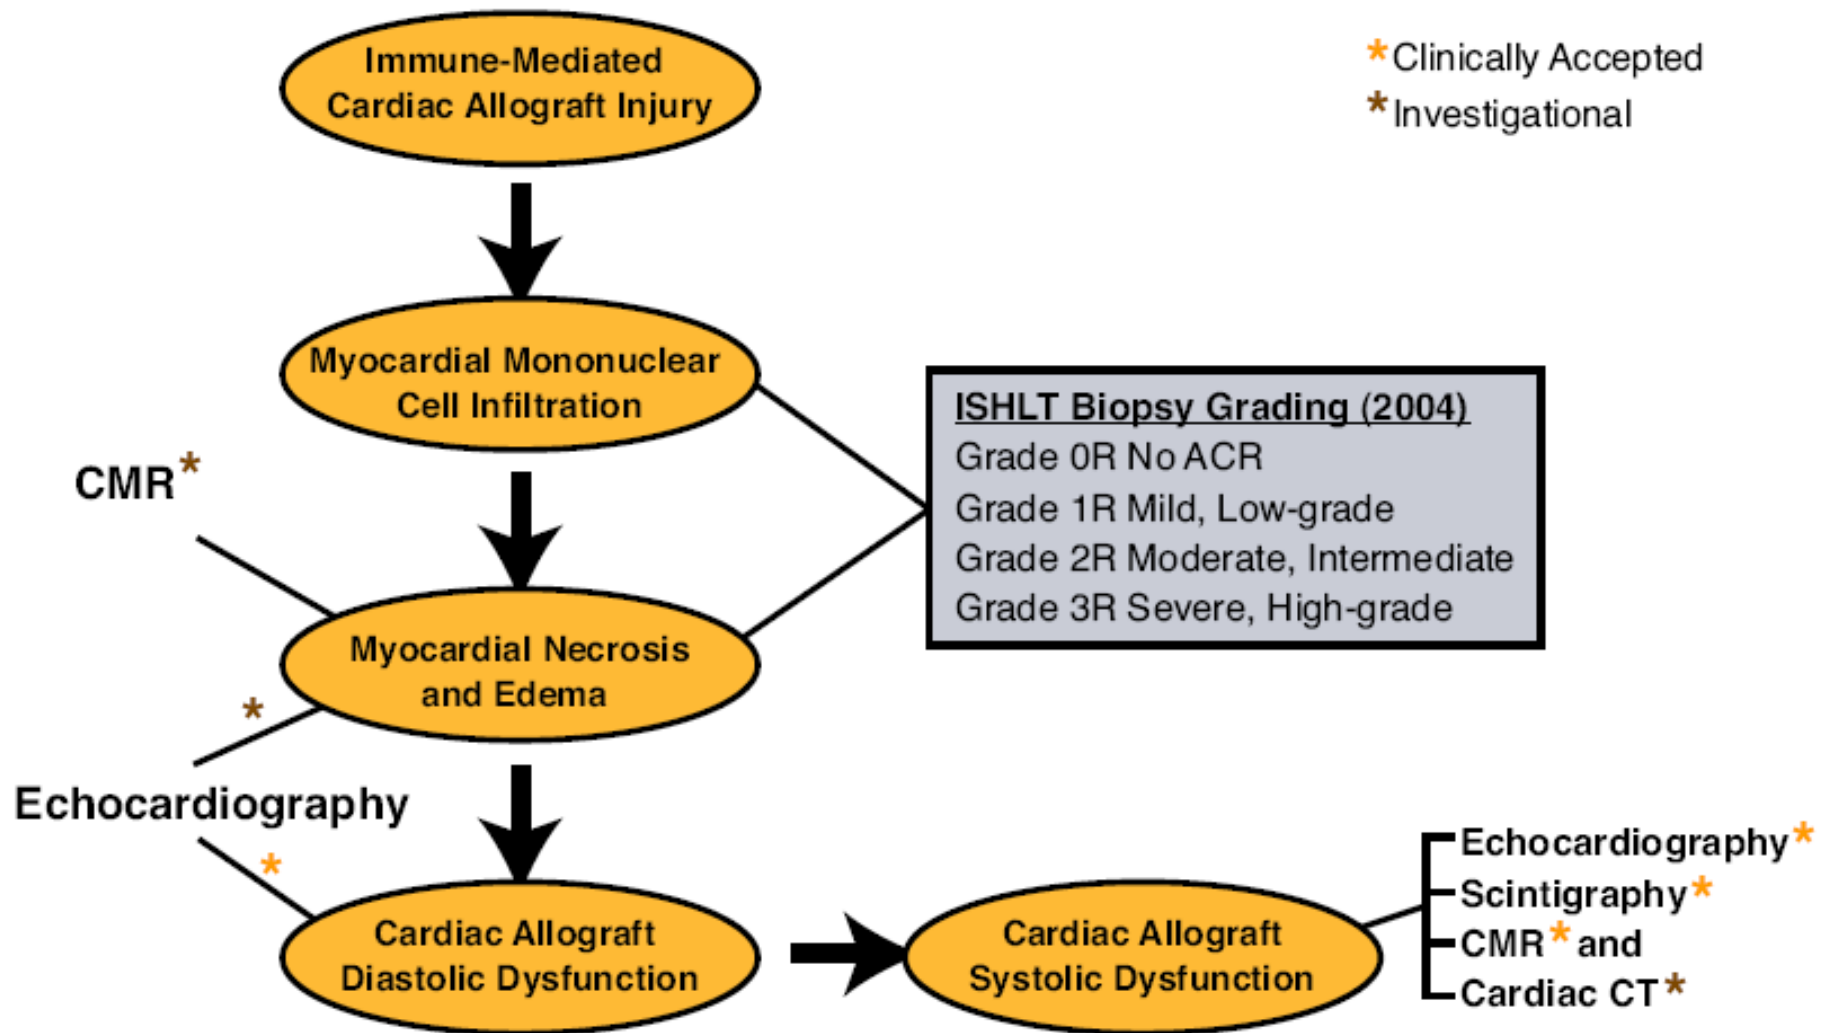 Immune-Mediated
Cardiac Allograft Injury
*Clinically Accepted
*Investigational
Myocardial Mononuclear
Cell Infiltration
ISHLT Biopsy Grading (2004)
Grade 0R No ACR
Grade 1R Mild, Low-grade
Grade 2R Moderate, Intermediate
Grade 3R Severe, High-grade
CMR*
Myocardial Necrosis
and Edema
*
Echocardiography
*
Cardiac Allograft
Diastolic Dysfunction
Cardiac Allograft
Systolic Dysfunction
Echocardiography*
Scintigraphy*
CMR* and
Cardiac CT*